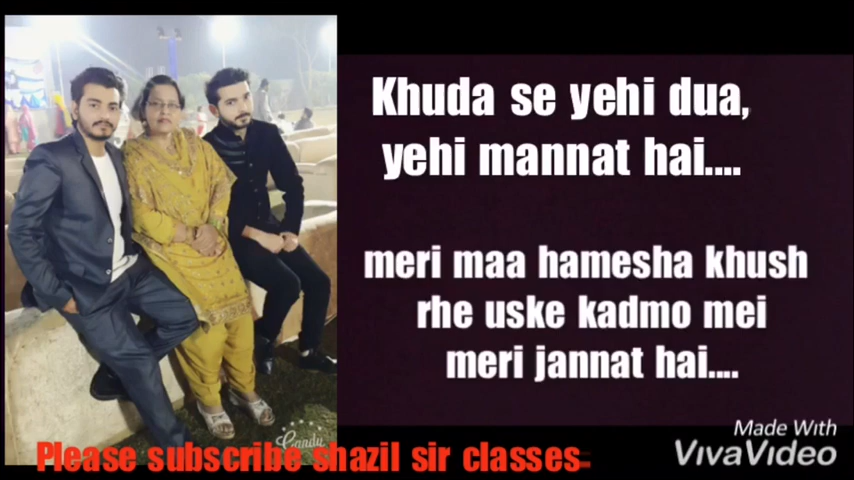 Khuda se yehi dua,
yehi mannat hai....
meri maa hamesha khush
rhe uske kadmo mei
meri jannat hai....
Candy
Made With
VivaVideo
Please subscribe shazil sir classes